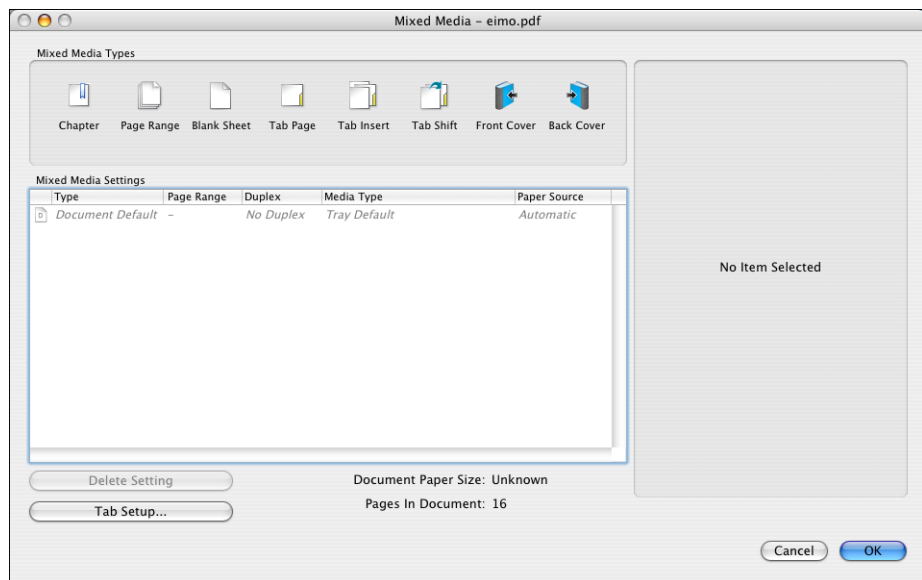 Mixed Media – eimo.pdf
Mixed Media Types
Chapter Page Range Blank Sheet Tab Page Tab Insert Tab Shift Front Cover Back Cover
Mixed Media Settings
Type Page Range Duplex Media Type Paper Source
D Document Default – No Duplex Tray Default Automatic
No Item Selected
Delete Setting
Document Paper Size: Unknown
Tab Setup...
Pages In Document: 16
Cancel OK